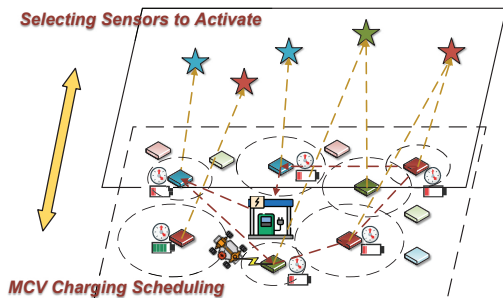 Selecting Sensors to Activate
MCV Charging Scheduling